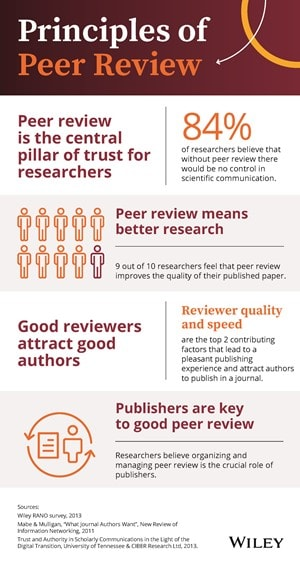 Principles of
Peer Review
Peer review
is the central
pillar of trust for
researchers
84%
of researchers believe that
without peer review there
would be no control in
scientific communication.
Peer review means
better research
9 out of 10 researchers feel that peer review
improves the quality of their published paper.
Good reviewers
attract good
authors
Reviewer quality
and speed
are the top 2 contributing
factors that lead to a
pleasant publishing
experience and attract authors
to publish in a journal.
Publishers are key
to good peer review
Researchers believe organizing and
managing peer review is the crucial role of
publishers.
Sources:
Wiley RANO survey, 2013
Mabe & Mulligan, "What Journal Authors Want", New Review of
Information Networking, 2011
Trust and Authority in Scholarly Communications in the Light of the
Digital Transition, University of Tennessee & CIBER Research Ltd, 2013.
WILEY